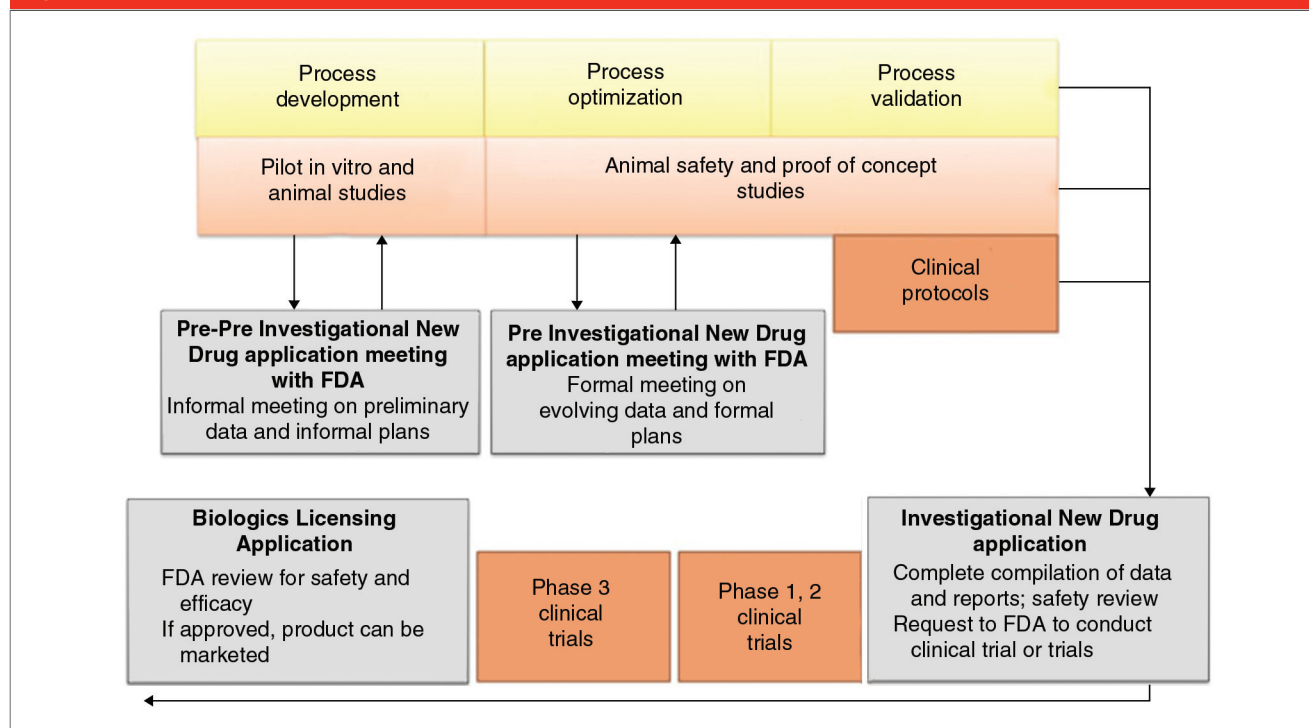 Process
development
Process
optimization
Process
validation
Pilot in vitro and
animal studies
Animal safety and proof of concept
studies
Clinical
protocols
Pre-Pre Investigational New
Drug application meeting
with FDA
Informal meeting on preliminary
data and informal plans
Pre Investigational New Drug
application meeting with FDA
Formal meeting on
evolving data and formal
plans
Biologics Licensing
Application
FDA review for safety and
efficacy
If approved, product can be
marketed
Phase 3
clinical
trials
Phase 1, 2
clinical
trials
Investigational New Drug
application
Complete compilation of data
and reports; safety review
Request to FDA to conduct
clinical trial or trials